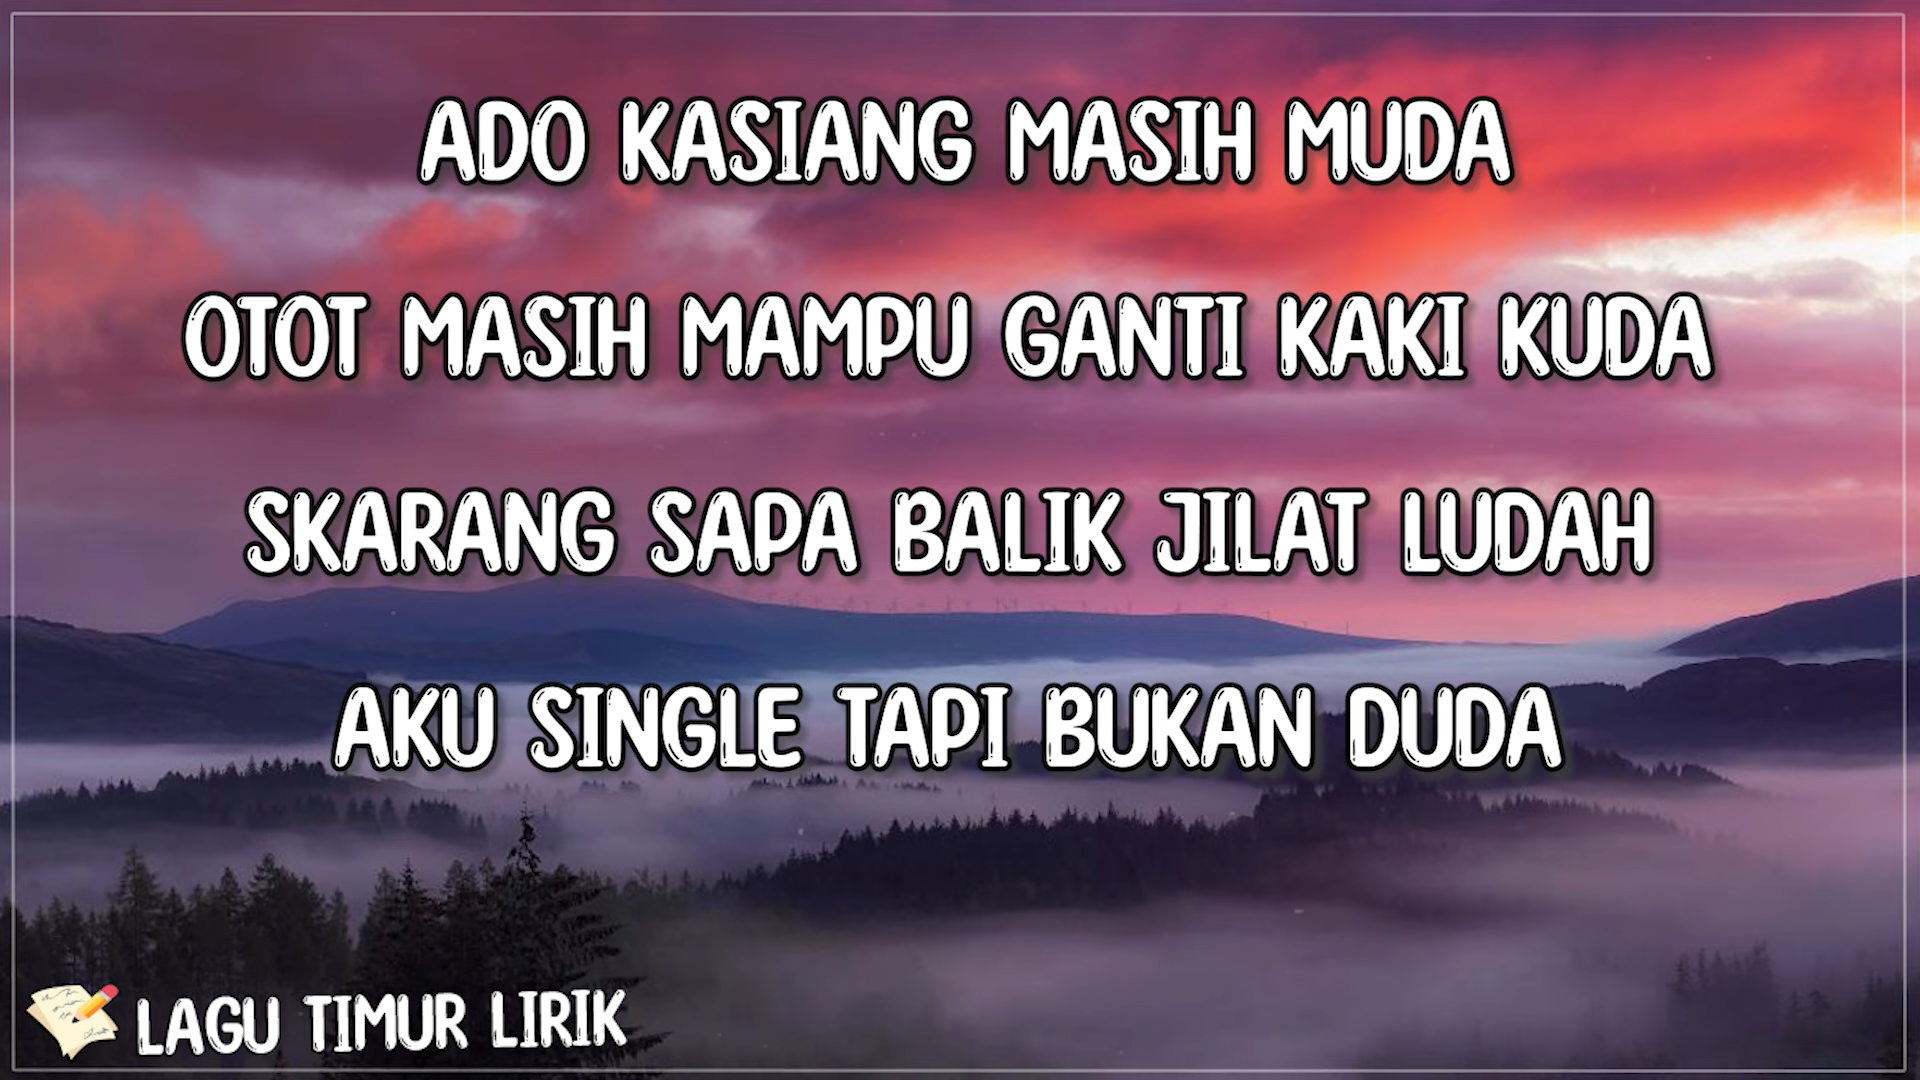 ADO KASIANG MASIH MUDA
OTOT MASIH MAMPU GANTI KAKI KUDA
SKARANG SAPA BALIK JILAT LUDAH
AKU SINGLE TAPI BUKAN DUDA
LAGU TIMUR LIRIK